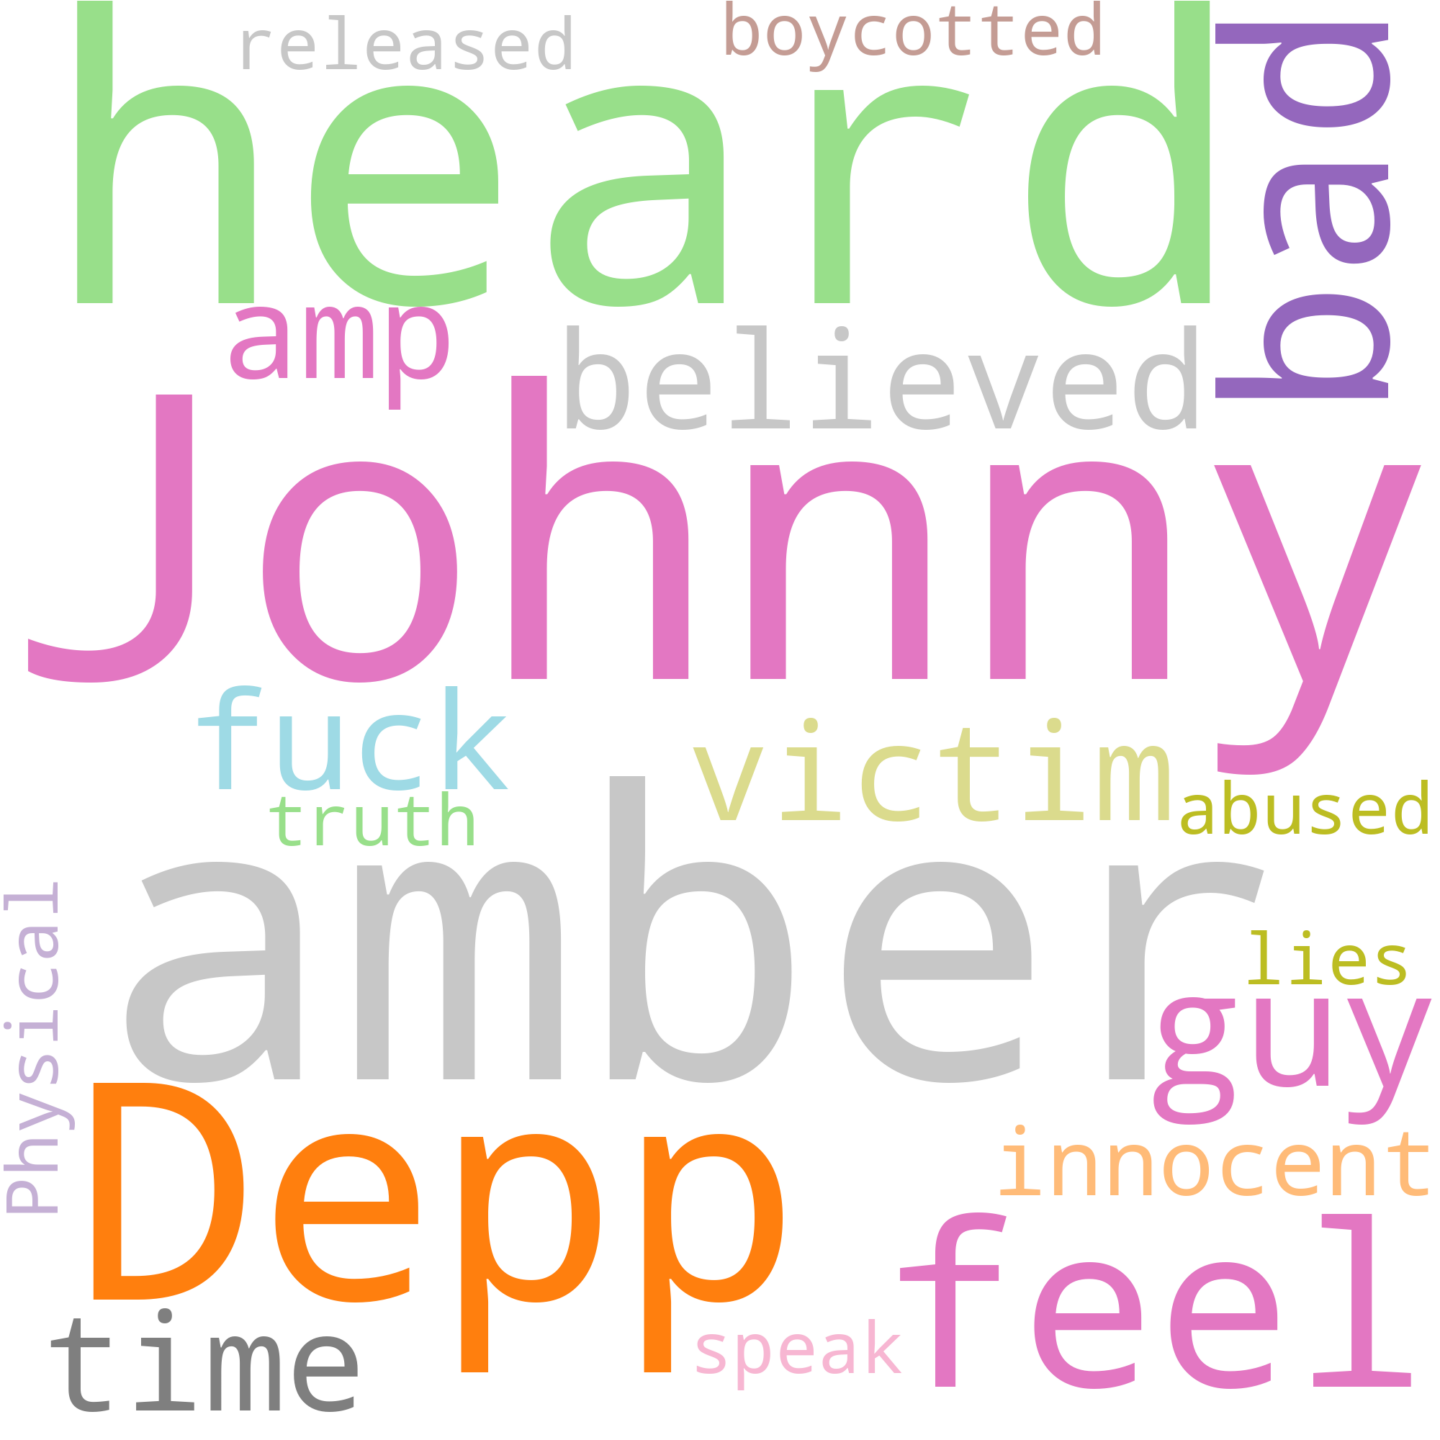 released
boycotted
heard
bad
amp
believed
Johnny
fuck
victim
truth
abused
amber
Physical
lies
guy
Depp
innocent
feel
time
speak